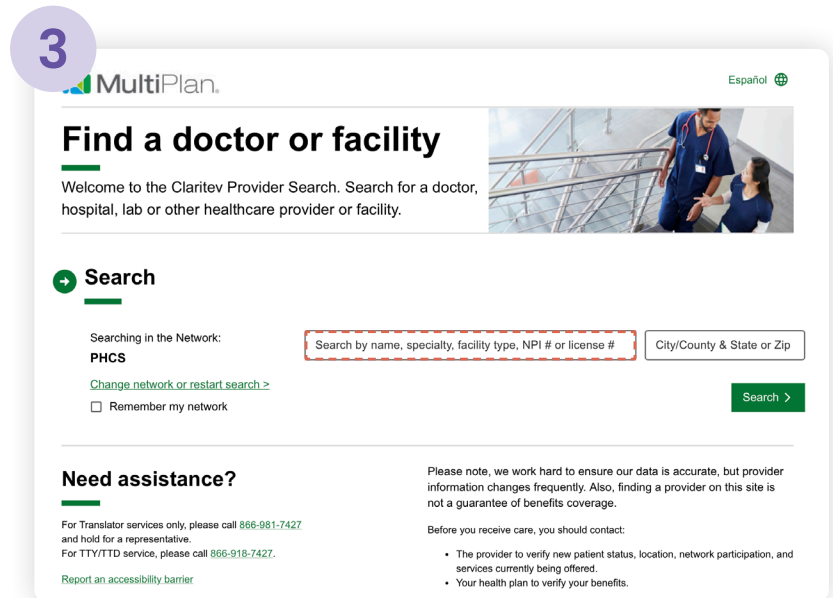 3
MultiPlan.
Español
Find a doctor or facility
Welcome to the Claritev Provider Search. Search for a doctor,
hospital, lab or other healthcare provider or facility.
Search
Searching in the Network:
PHCS
Change network or restart search >
Remember my network
Search by name, specialty, facility type, NPI # or license #
City/County & State or Zip
Search >
Need assistance?
For Translator services only, please call 866-981-7427
and hold for a representative.
For TTY/TTD service, please call 866-918-7427.
Report an accessibility barrier
Please note, we work hard to ensure our data is accurate, but provider
information changes frequently. Also, finding a provider on this site is
not a guarantee of benefits coverage.
Before you receive care, you should contact:
• The provider to verify new patient status, location, network participation, and
services currently being offered.
• Your health plan to verify your benefits.